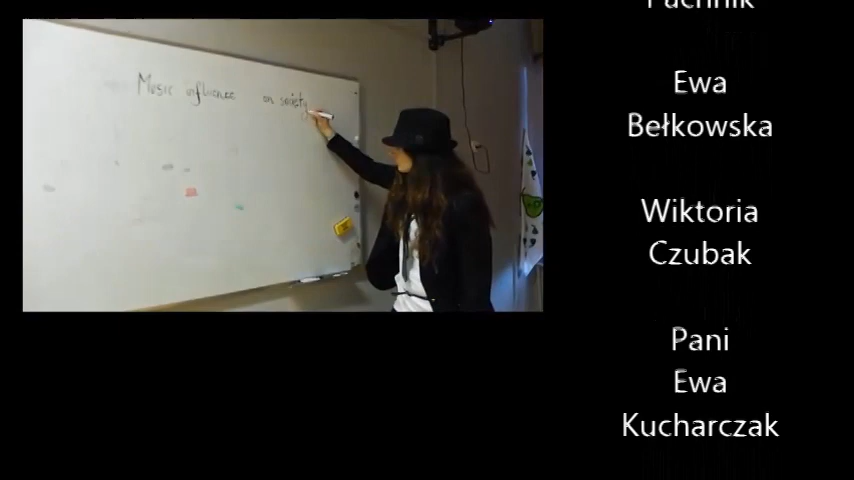 Music influence on society
Ewa
Bełkowska
Wiktoria
Czubak
Pani
Ewa
Kucharczak